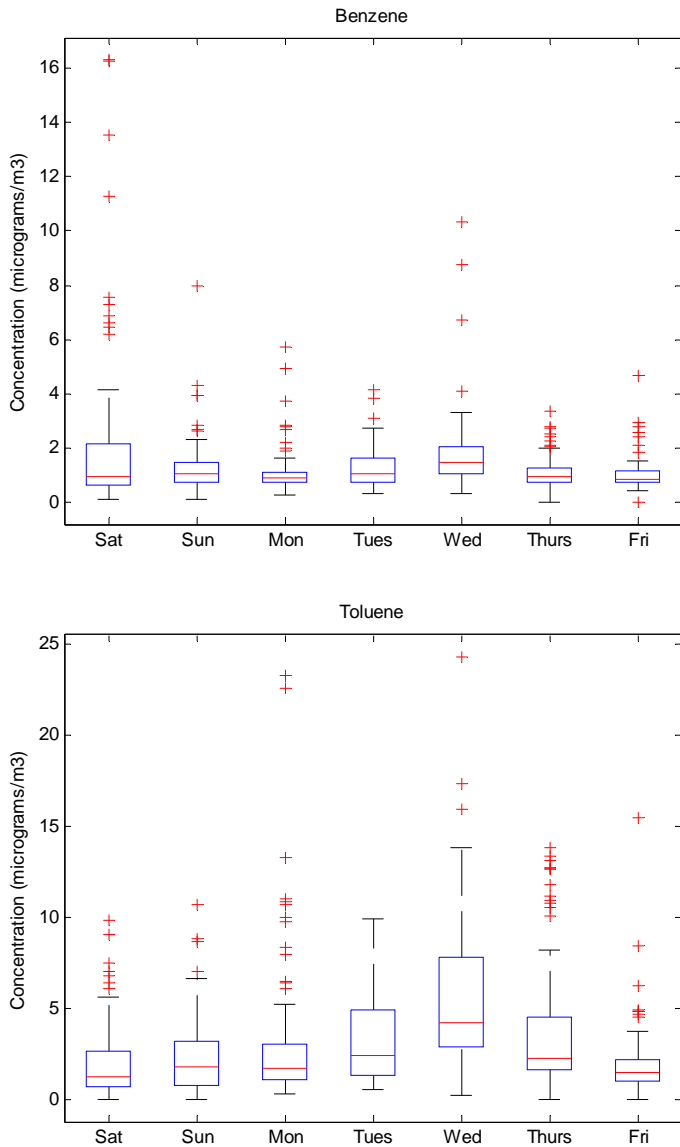 Benzene
Concentration (micrograms/m3)
16
14
12
10
8
6
4
2
0
Sat Sun Mon Tues Wed Thurs Fri
Toluene
Concentration (micrograms/m3)
25
20
15
10
5
0
Sat Sun Mon Tues Wed Thurs Fri